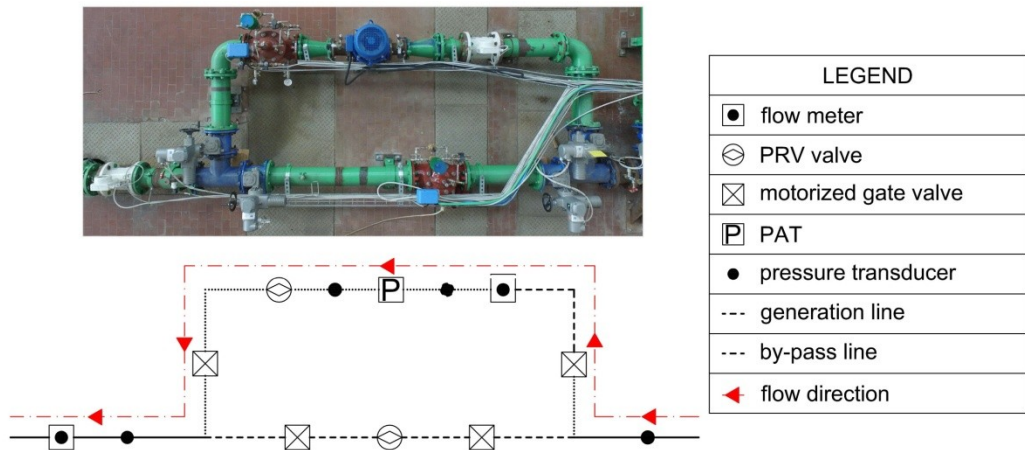 LEGEND
flow meter
PRV valve
motorized gate valve
P PAT
pressure transducer
generation line
by-pass line
flow direction
P